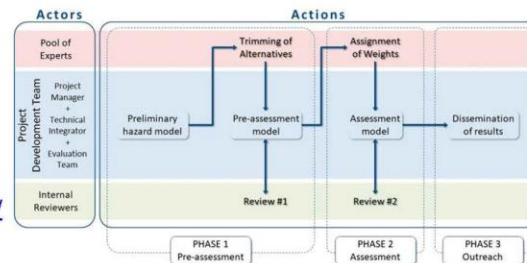 Actors
Actions
Pool of
Experts
Trimming of
Alternatives
Assignment
of Weights
Project
Development Team
Project
Manager
+
Technical
Integrator
+
Evaluation
Team
Preliminary
hazard model
Pre-assessment
model
Assessment
model
Dissemination
of results
Internal
Reviewers
Review #1
Review #2
PHASE 1
Pre-assessment
PHASE 2
Assessment
PHASE 3
Outreach